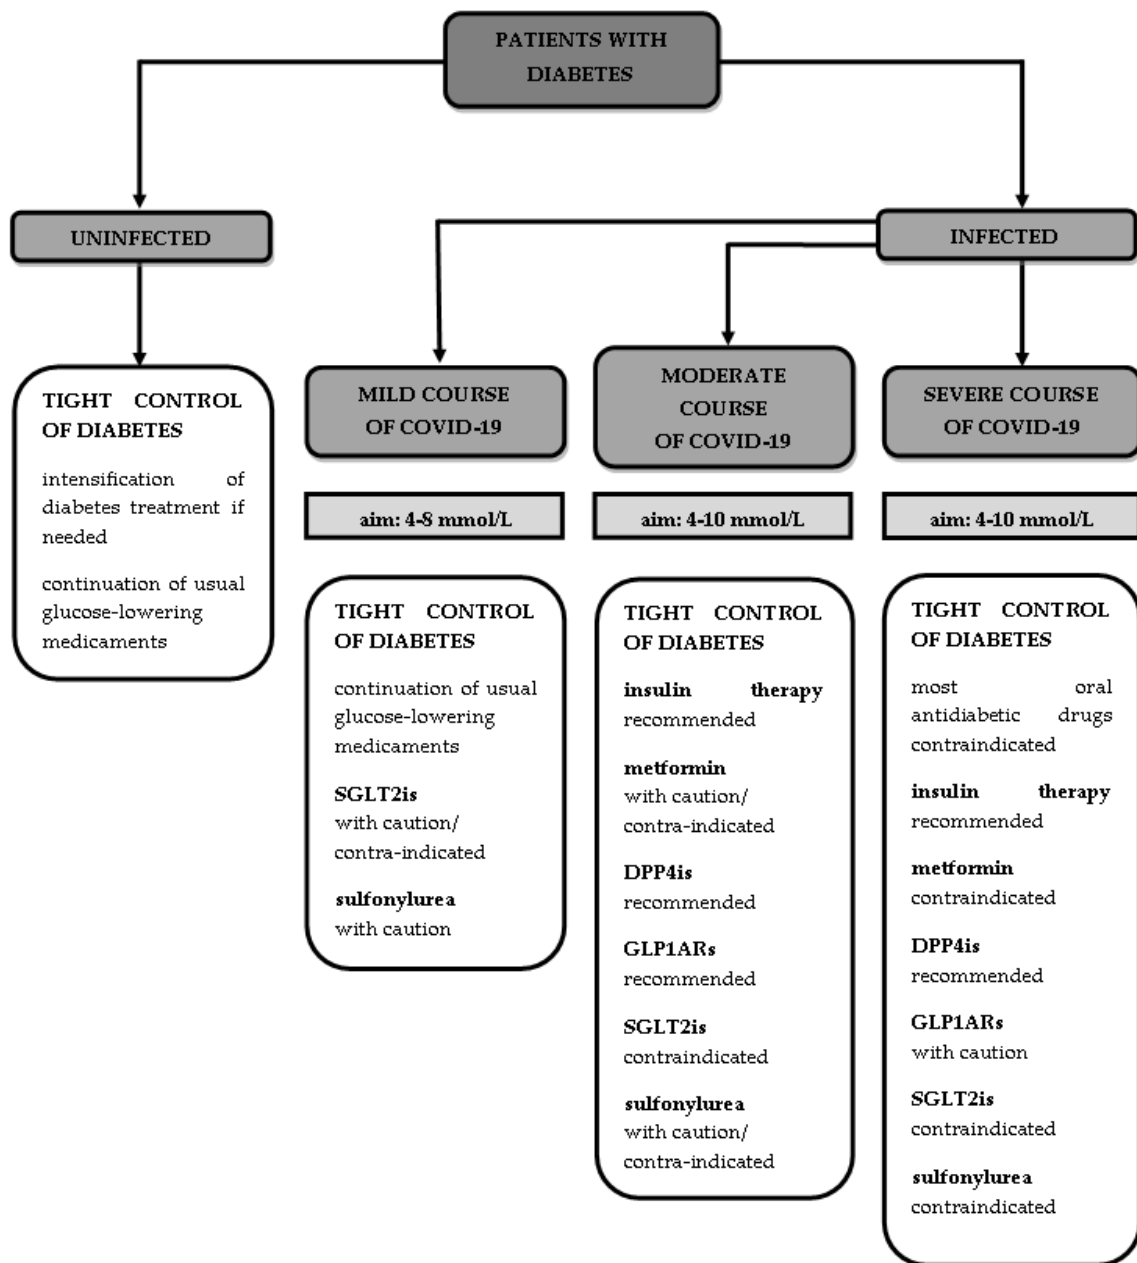 PATIENTS WITH
DIABETES
UNINFECTED
INFECTED
TIGHT CONTROL
OF DIABETES
intensification of
diabetes treatment if
needed
continuation of usual
glucose-lowering
medicaments
MILD COURSE
OF COVID-19
aim: 4-8 mmol/L
TIGHT CONTROL
OF DIABETES
continuation of usual
glucose-lowering
medicaments
SGLT2is
with caution/
contra-indicated
sulfonylurea
with caution
MODERATE
COURSE
OF COVID-19
aim: 4-10 mmol/L
TIGHT CONTROL
OF DIABETES
insulin therapy
recommended
metformin
with caution/
contra-indicated
DPP4is
recommended
GLP1ARs
recommended
SGLT2is
contraindicated
sulfonylurea
with caution/
contra-indicated
SEVERE COURSE
OF COVID-19
aim: 4-10 mmol/L
TIGHT CONTROL
OF DIABETES
most oral
antidiabetic drugs
contraindicated
insulin therapy
recommended
metformin
contraindicated
DPP4is
recommended
GLP1ARs
with caution
SGLT2is
contraindicated
sulfonylurea
contraindicated